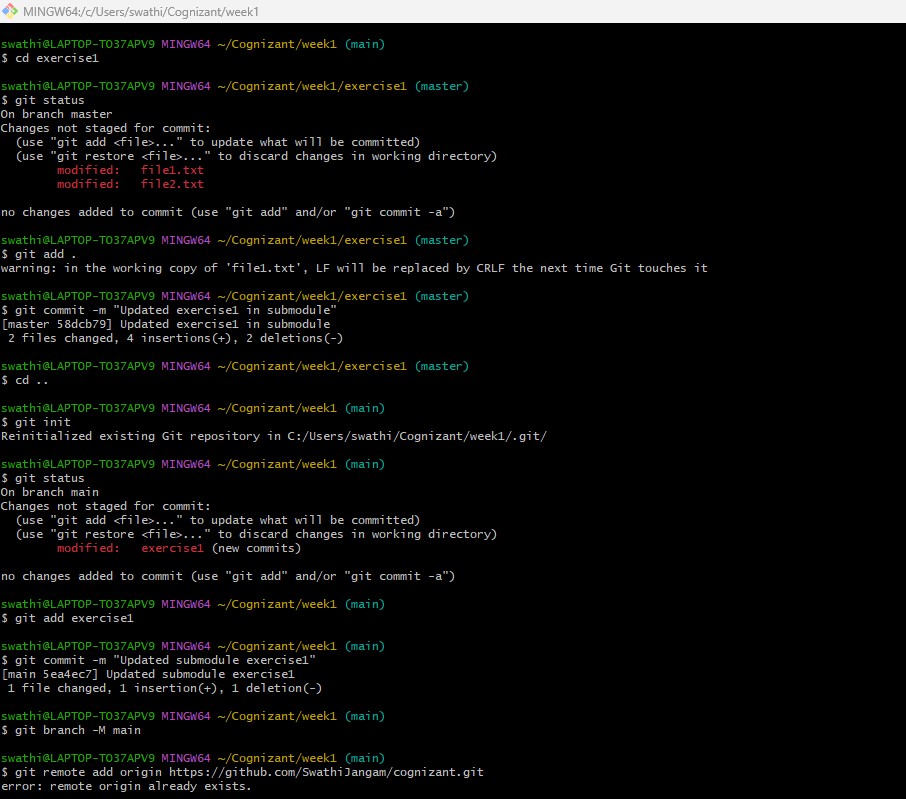 MINGW64:/c/Users/swathi/Cognizant/week1
swathi@LAPTOP-TO37APV9 MINGW64 ~/Cognizant/week1 (main)
$ cd exercise1
swathi@LAPTOP-TO37APV9 MINGW64 ~/Cognizant/week1/exercise1 (master)
$ git status
On branch master
Changes not staged for commit:
  (use "git add <file>..." to update what will be committed)
  (use "git restore <file>..." to discard changes in working directory)
        modified:   file1.txt
        modified:   file2.txt
no changes added to commit (use "git add" and/or "git commit -a")
swathi@LAPTOP-TO37APV9 MINGW64 ~/Cognizant/week1/exercise1 (master)
$ git add .
warning: in the working copy of 'file1.txt', LF will be replaced by CRLF the next time Git touches it
swathi@LAPTOP-TO37APV9 MINGW64 ~/Cognizant/week1/exercise1 (master)
$ git commit -m "Updated exercise1 in submodule"
[master 58dcb79] Updated exercise1 in submodule
 2 files changed, 4 insertions(+), 2 deletions(-)
swathi@LAPTOP-TO37APV9 MINGW64 ~/Cognizant/week1/exercise1 (master)
$ cd ..
swathi@LAPTOP-TO37APV9 MINGW64 ~/Cognizant/week1 (main)
$ git init
Reinitialized existing Git repository in C:/Users/swathi/Cognizant/week1/.git/
swathi@LAPTOP-TO37APV9 MINGW64 ~/Cognizant/week1 (main)
$ git status
On branch main
Changes not staged for commit:
  (use "git add <file>..." to update what will be committed)
  (use "git restore <file>..." to discard changes in working directory)
        modified:   exercise1 (new commits)
no changes added to commit (use "git add" and/or "git commit -a")
swathi@LAPTOP-TO37APV9 MINGW64 ~/Cognizant/week1 (main)
$ git add exercise1
swathi@LAPTOP-TO37APV9 MINGW64 ~/Cognizant/week1 (main)
$ git commit -m "Updated submodule exercise1"
[main 5ea4ec7] Updated submodule exercise1
 1 file changed, 1 insertion(+), 1 deletion(-)
swathi@LAPTOP-TO37APV9 MINGW64 ~/Cognizant/week1 (main)
$ git branch -M main
swathi@LAPTOP-TO37APV9 MINGW64 ~/Cognizant/week1 (main)
$ git remote add origin https://github.com/SwathiJangam/cognizant.git
error: remote origin already exists.